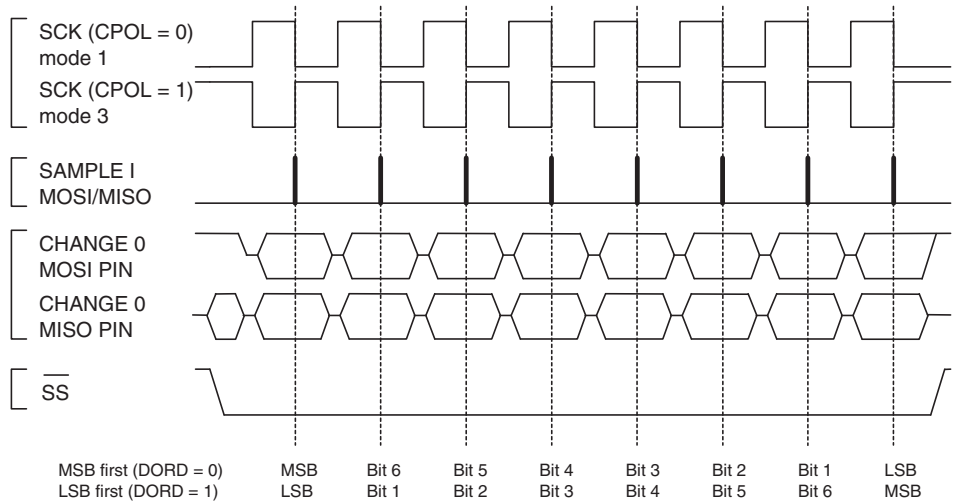 SCK (CPOL = 0)
mode 1
SCK (CPOL = 1)
mode 3
SAMPLE I
MOSI/MISO
CHANGE 0
MOSI PIN
CHANGE 0
MISO PIN
SS
MSB first (DORD = 0) MSB Bit 6 Bit 5 Bit 4 Bit 3 Bit 2 Bit 1 LSB
LSB first (DORD = 1) LSB Bit 1 Bit 2 Bit 3 Bit 4 Bit 5 Bit 6 MSB